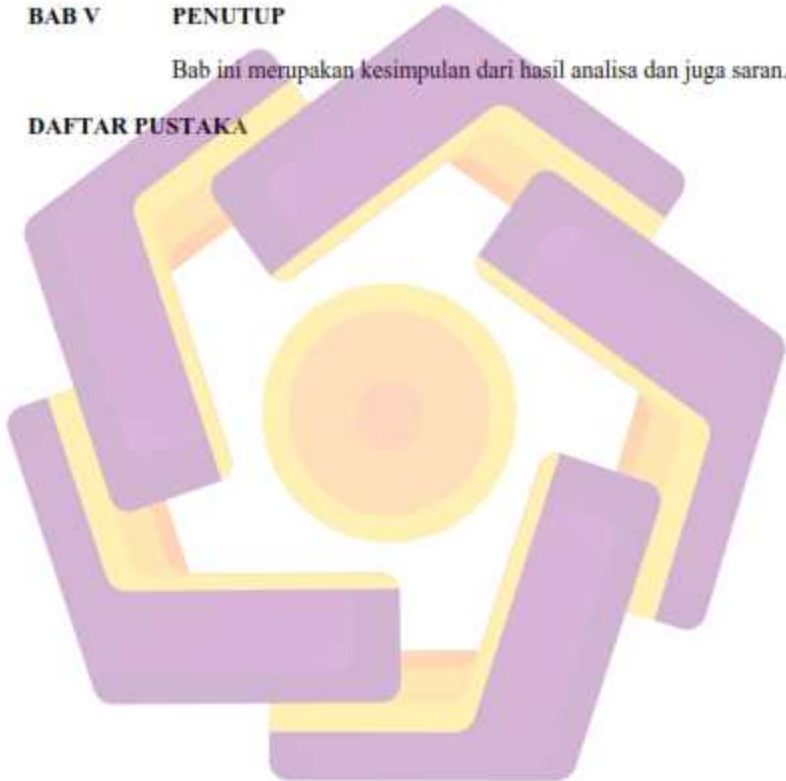 BAB V PENUTUP
Bab ini merupakan kesimpulan dari hasil analisa dan juga saran.
DAFTAR PUSTAKA